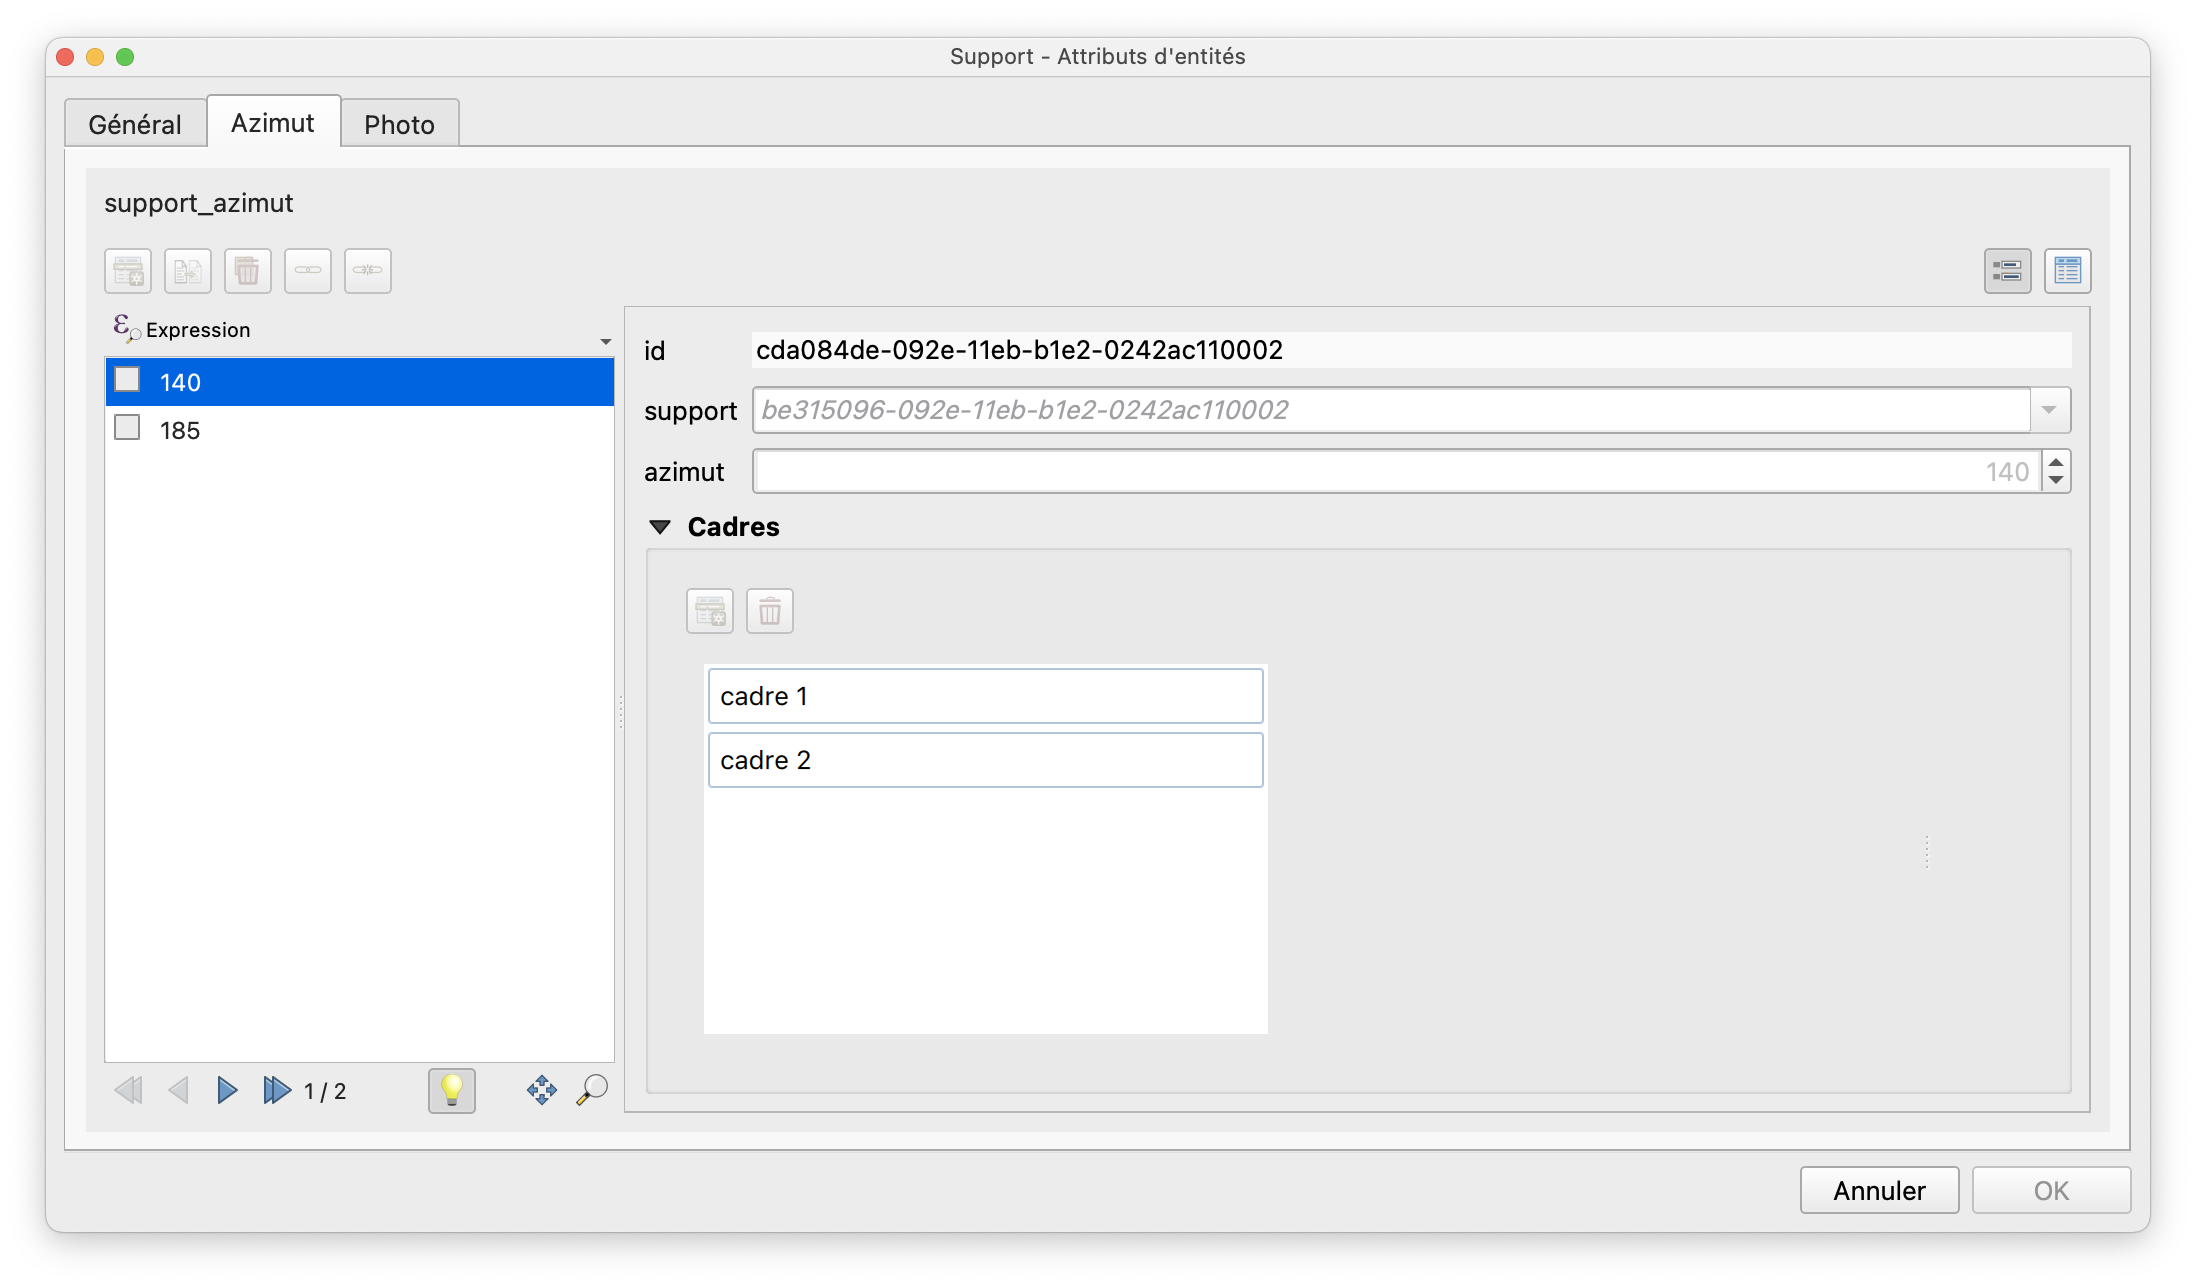 Support - Attributs d'entités
Général Azimut Photo
support_azimut
Expression
140
185
id cda084de-092e-11eb-b1e2-0242ac110002
support be315096-092e-11eb-b1e2-0242ac110002
azimut 140
Cadres
cadre 1
cadre 2
1 / 2
Annuler OK